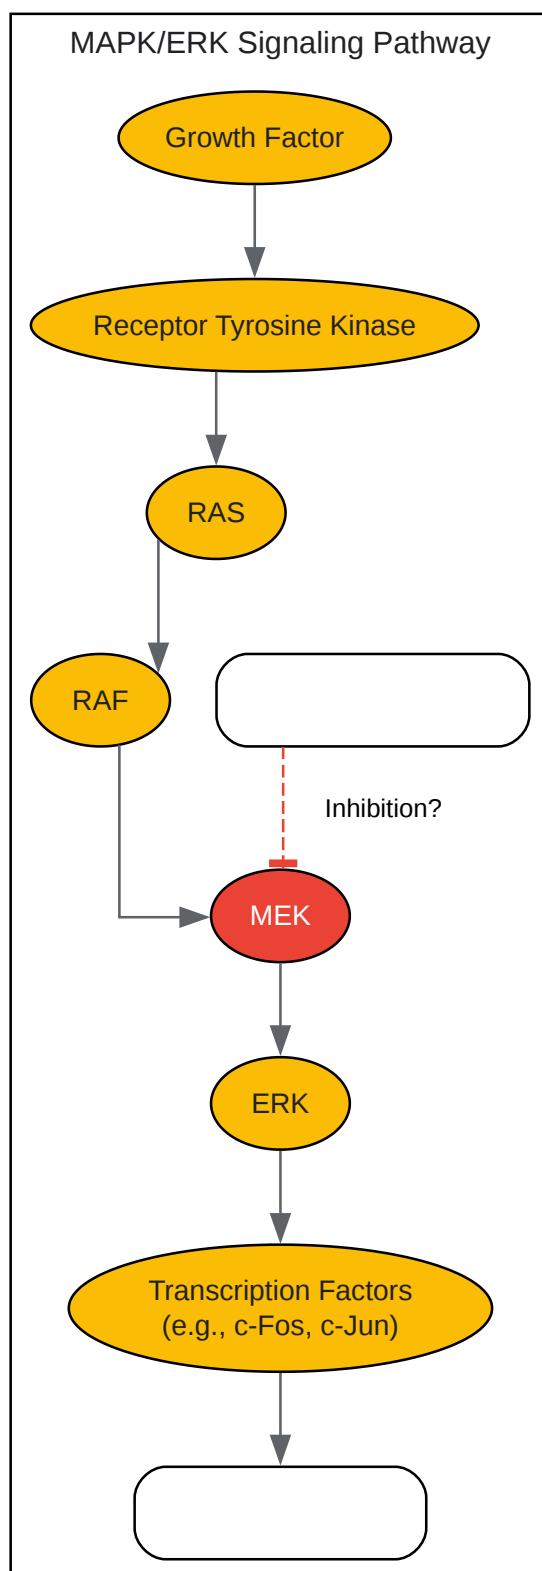 MAPK/ERK Signaling Pathway
Growth Factor
Receptor Tyrosine Kinase
RAS
RAF
Inhibition?
MEK
ERK
Transcription Factors
(e.g., c-Fos, c-Jun)